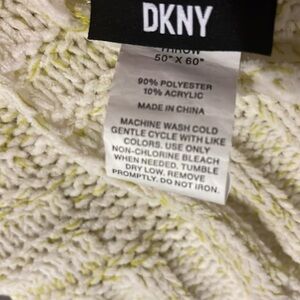 DKNY
THROW
50" X 60"
90% POLYESTER
10% ACRYLIC
MADE IN CHINA
MACHINE WASH COLD
GENTLE CYCLE WITH LIKE
COLORS. USE ONLY
NON-CHLORINE BLEACH
WHEN NEEDED. TUMBLE
DRY LOW. REMOVE
PROMPTLY. DO NOT IRON.